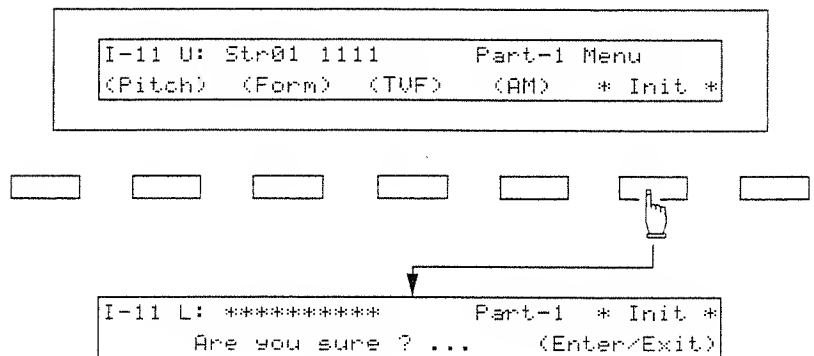 I-11 U: Str01 1111 Part-1 Menu
(Pitch) (Form) (TVF) (AM) * Init *
I-11 L: ********** Part-1 * Init *
Are you sure ? ... (Enter/Exit)